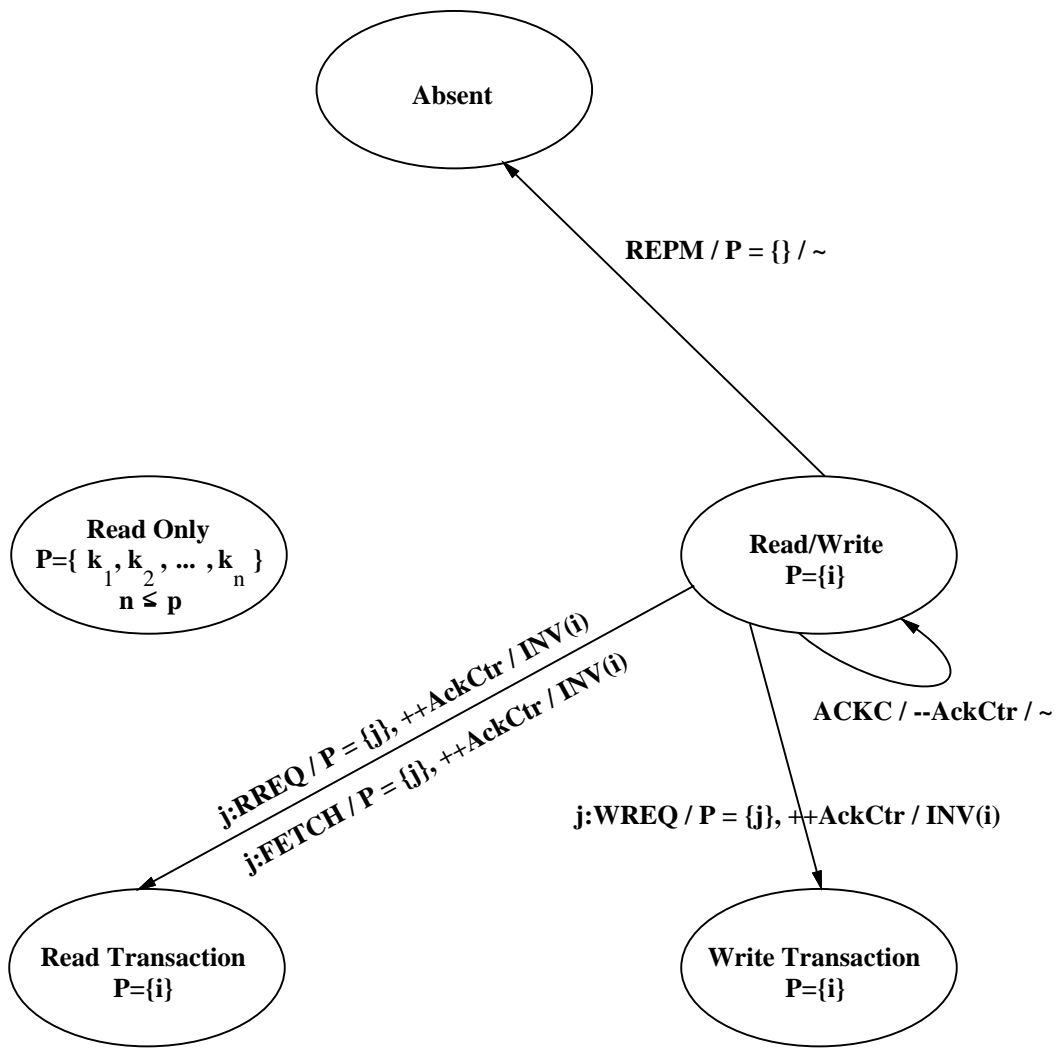 Absent
REPM / P = {} / ~
Read Only
P={ k1, k2 , ... , kn }
n ≤ p
Read/Write
P={i}
j:RREQ / P = {j}, ++AckCtr / INV(i)
j:FETCH / P = {j}, ++AckCtr / INV(i)
ACKC / --AckCtr / ~
j:WREQ / P = {j}, ++AckCtr / INV(i)
Read Transaction
P={i}
Write Transaction
P={i}